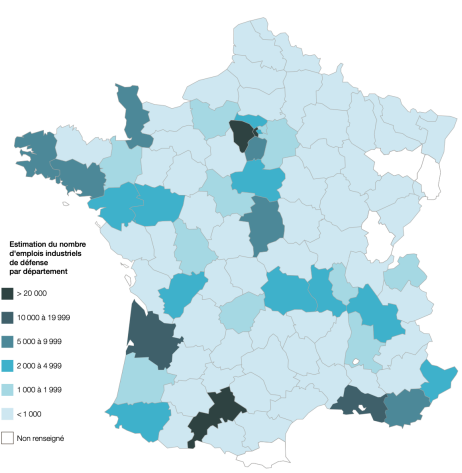 Estimation du nombre
d'emplois industriels
de défense
par département
> 20 000
10 000 à 19 999
5 000 à 9 999
2 000 à 4 999
1 000 à 1 999
< 1 000
Non renseigné